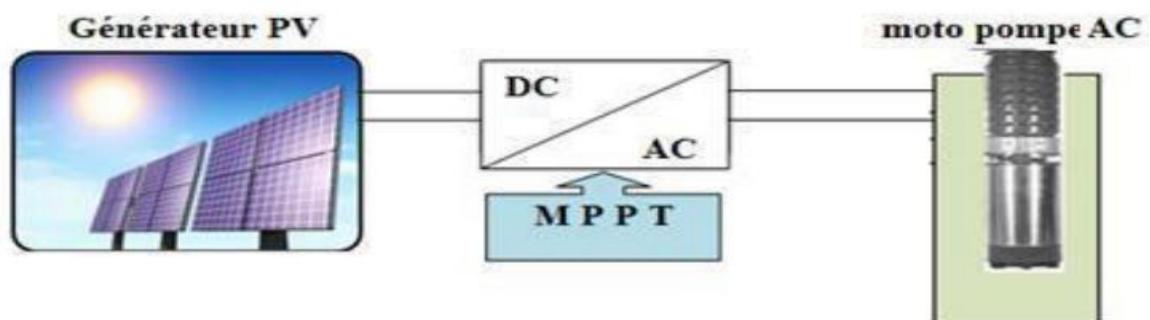 Générateur PV
moto pompe AC
DC
AC
M P P T